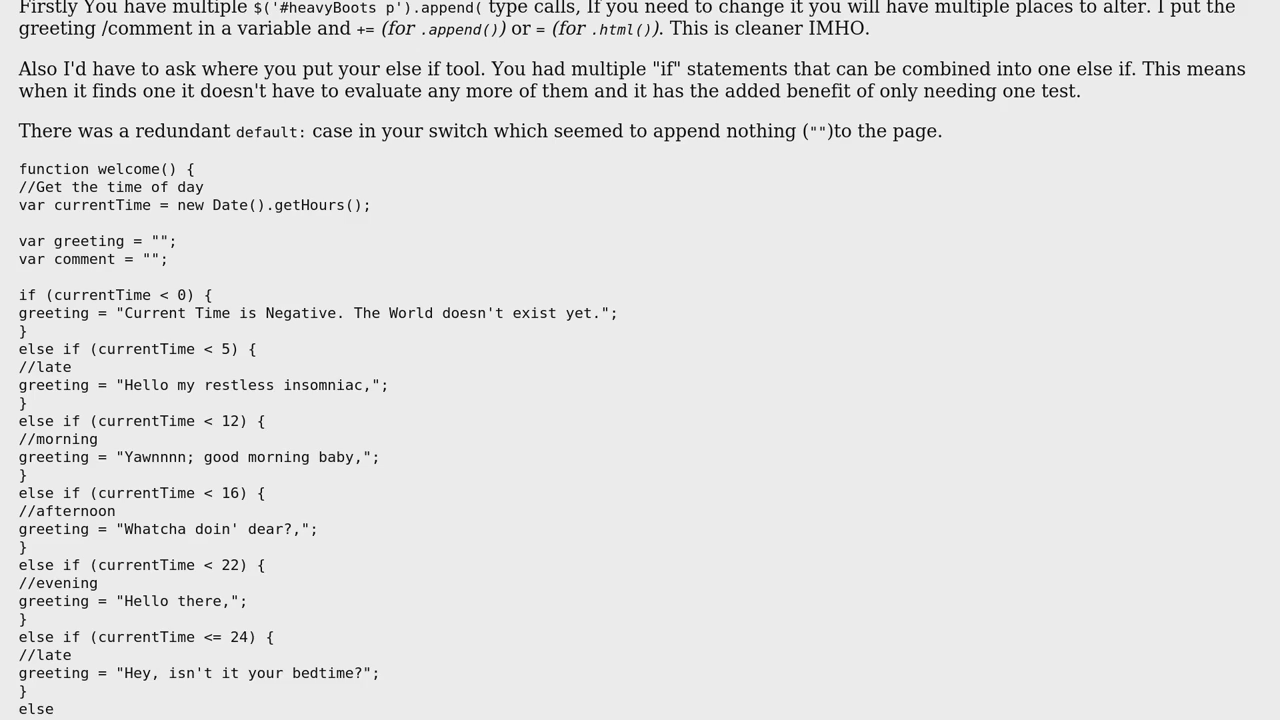 Firstly You have multiple $('#heavyBoots p').append( type calls, If you need to change it you will have multiple places to alter. I put the
greeting /comment in a variable and += (for .append()) or = (for .html()). This is cleaner IMHO.
Also I'd have to ask where you put your else if tool. You had multiple "if" statements that can be combined into one else if. This means
when it finds one it doesn't have to evaluate any more of them and it has the added benefit of only needing one test.
There was a redundant default: case in your switch which seemed to append nothing ("")to the page.
function welcome() {
//Get the time of day
var currentTime = new Date().getHours();
var greeting = "";
var comment = "";
if (currentTime < 0) {
greeting = "Current Time is Negative. The World doesn't exist yet.";
}
else if (currentTime < 5) {
//late
greeting = "Hello my restless insomniac,";
}
else if (currentTime < 12) {
//morning
greeting = "Yawnnnn; good morning baby,";
}
else if (currentTime < 16) {
//afternoon
greeting = "Whatcha doin' dear?,";
}
else if (currentTime < 22) {
//evening
greeting = "Hello there,";
}
else if (currentTime <= 24) {
//late
greeting = "Hey, isn't it your bedtime?";
}
else